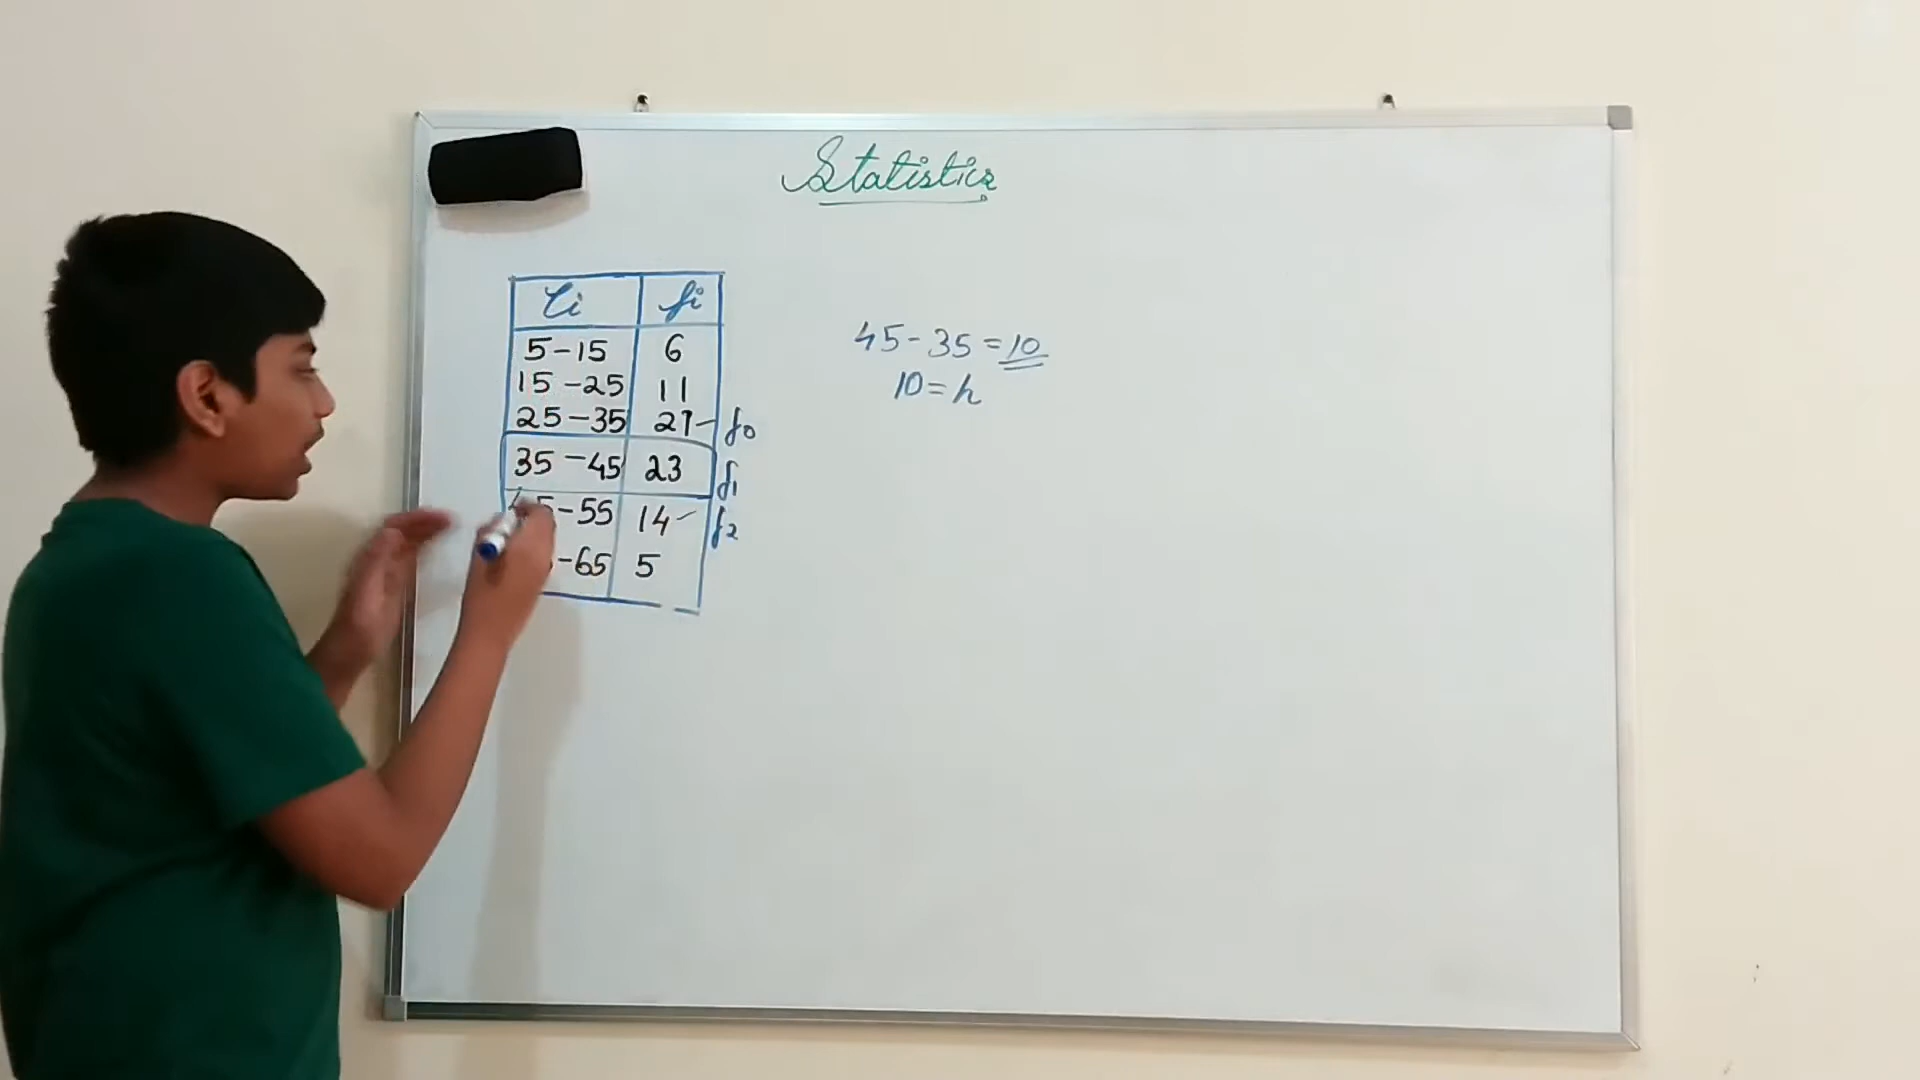 Statistics
Ci fi
5-15 6
15-25 11
25-35 21 f0
35-45 23 f1
-55 14 f2
-65 5
45-35=10
10=h